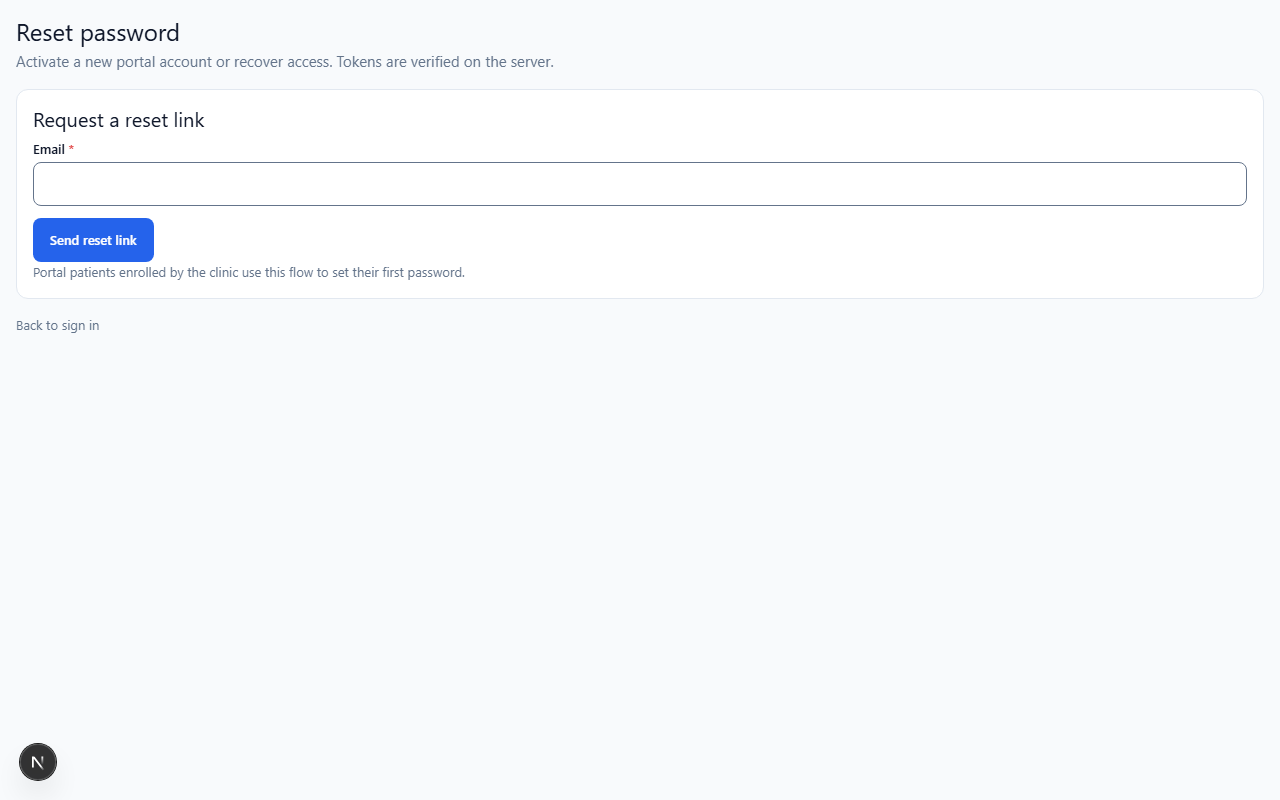 Reset password
Activate a new portal account or recover access. Tokens are verified on the server.
Request a reset link
Email *
Send reset link
Portal patients enrolled by the clinic use this flow to set their first password.
Back to sign in
N